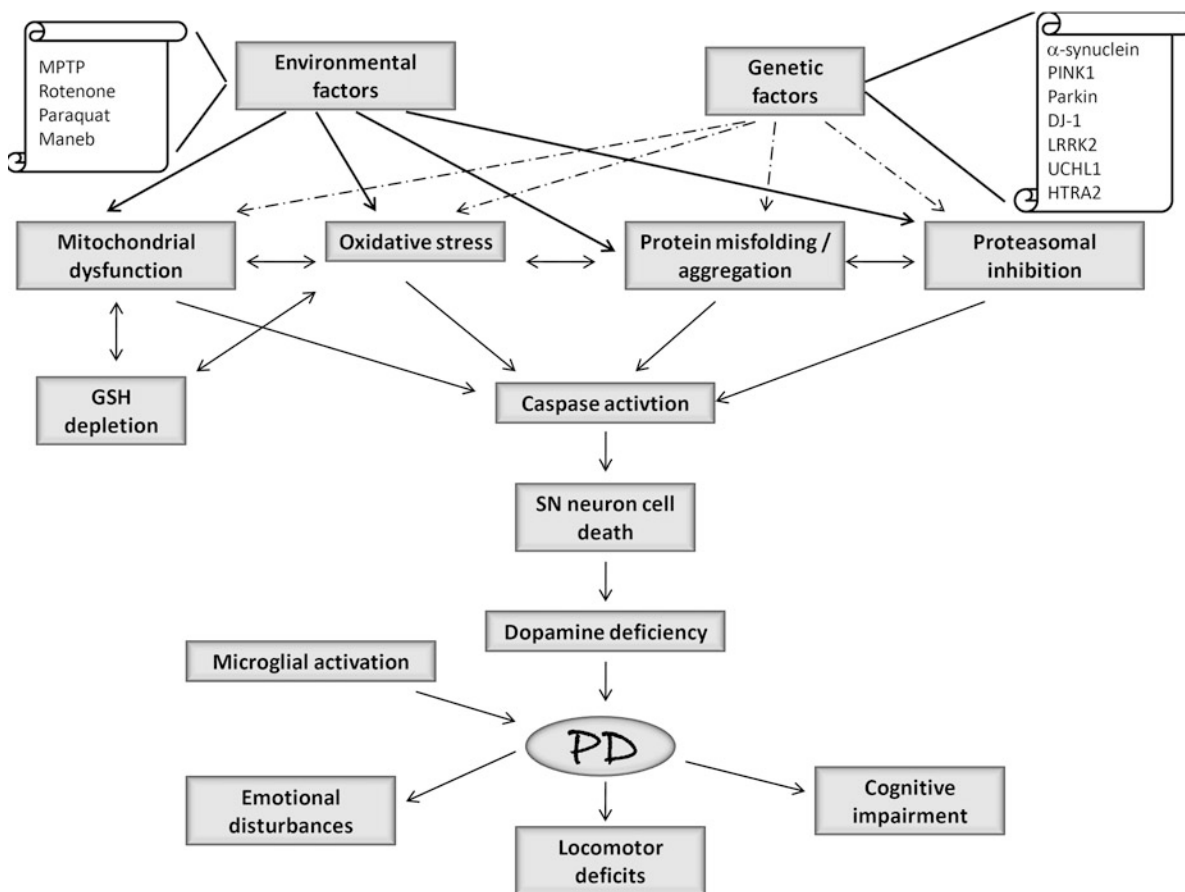 MPTP
Rotenone
Paraquat
Maneb
Environmental
factors
Genetic
factors
α-synuclein
PINK1
Parkin
DJ-1
LRRK2
UCHL1
HTRA2
Mitochondrial
dysfunction
Oxidative stress
Protein misfolding /
aggregation
Proteasomal
inhibition
GSH
depletion
Caspase activtion
SN neuron cell
death
Dopamine deficiency
Microglial activation
PD
Emotional
disturbances
Locomotor
deficits
Cognitive
impairment